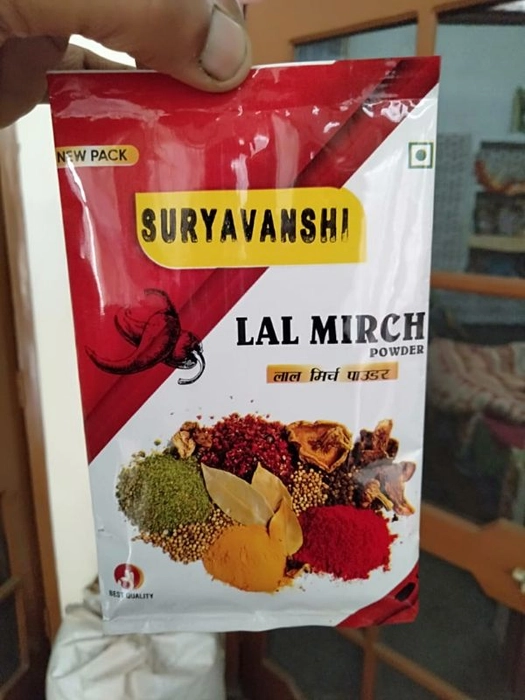 NEW PACK
SURYAVANSHI
LAL MIRCH
POWDER
लाल मिर्च पाउडर
BEST QUALITY